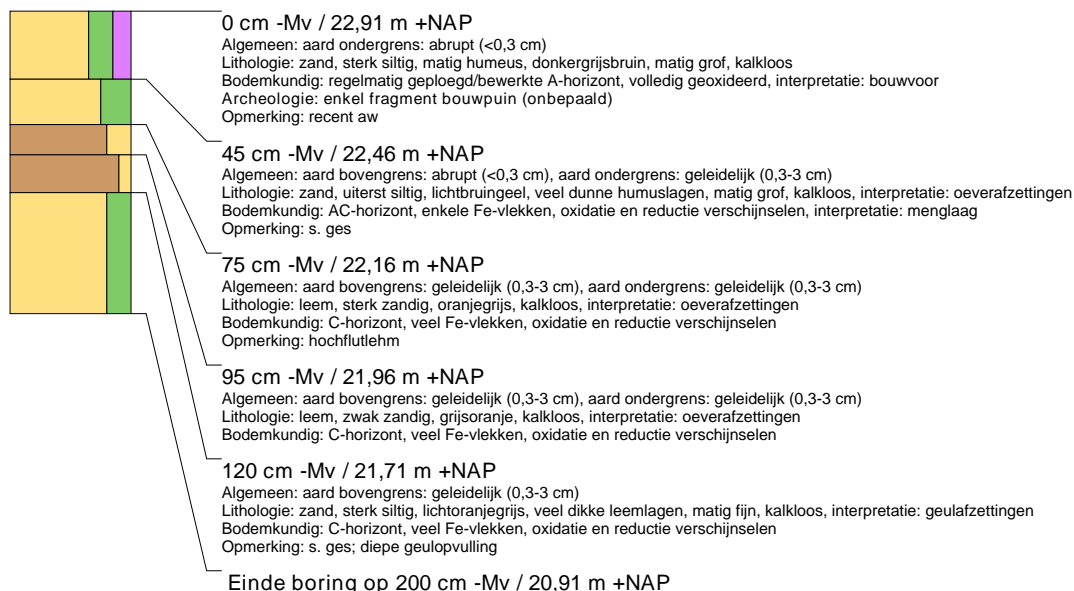 0 cm -Mv / 22,91 m +NAP
Algemeen: aard ondergrens: abrupt (<0,3 cm)
Lithologie: zand, sterk siltig, matig humeus, donkergrijsbruin, matig grof, kalkloos
Bodemkundig: regelmatig geploegd/bewerkte A-horizont, volledig geoxideerd, interpretatie: bouwvoor
Archeologie: enkel fragment bouwpuin (onbepaald)
Opmerking: recent aw
45 cm -Mv / 22,46 m +NAP
Algemeen: aard bovengrens: abrupt (<0,3 cm), aard ondergrens: geleidelijk (0,3-3 cm)
Lithologie: zand, uiterst siltig, lichtbruingeel, veel dunne humuslagen, matig grof, kalkloos, interpretatie: oeverafzettingen
Bodemkundig: AC-horizont, enkele Fe-vlekken, oxidatie en reductie verschijnselen, interpretatie: menglaag
Opmerking: s. ges
75 cm -Mv / 22,16 m +NAP
Algemeen: aard bovengrens: geleidelijk (0,3-3 cm), aard ondergrens: geleidelijk (0,3-3 cm)
Lithologie: leem, sterk zandig, oranjegrijs, kalkloos, interpretatie: oeverafzettingen
Bodemkundig: C-horizont, veel Fe-vlekken, oxidatie en reductie verschijnselen
Opmerking: hochflutlehm
95 cm -Mv / 21,96 m +NAP
Algemeen: aard bovengrens: geleidelijk (0,3-3 cm), aard ondergrens: geleidelijk (0,3-3 cm)
Lithologie: leem, zwak zandig, grijsoranje, kalkloos, interpretatie: oeverafzettingen
Bodemkundig: C-horizont, veel Fe-vlekken, oxidatie en reductie verschijnselen
120 cm -Mv / 21,71 m +NAP
Algemeen: aard bovengrens: geleidelijk (0,3-3 cm)
Lithologie: zand, sterk siltig, lichtoranjegrijs, veel dikke leemlagen, matig fijn, kalkloos, interpretatie: geulafzettingen
Bodemkundig: C-horizont, veel Fe-vlekken, oxidatie en reductie verschijnselen
Opmerking: s. ges; diepe geulopvulling
Einde boring op 200 cm -Mv / 20,91 m +NAP